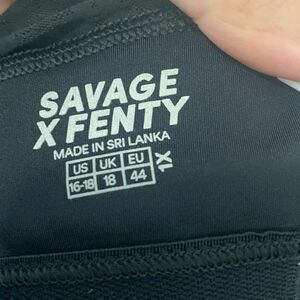 SAVAGE
X FENTY
MADE IN SRI LANKA
US UK EU
16-18 18 44
1X